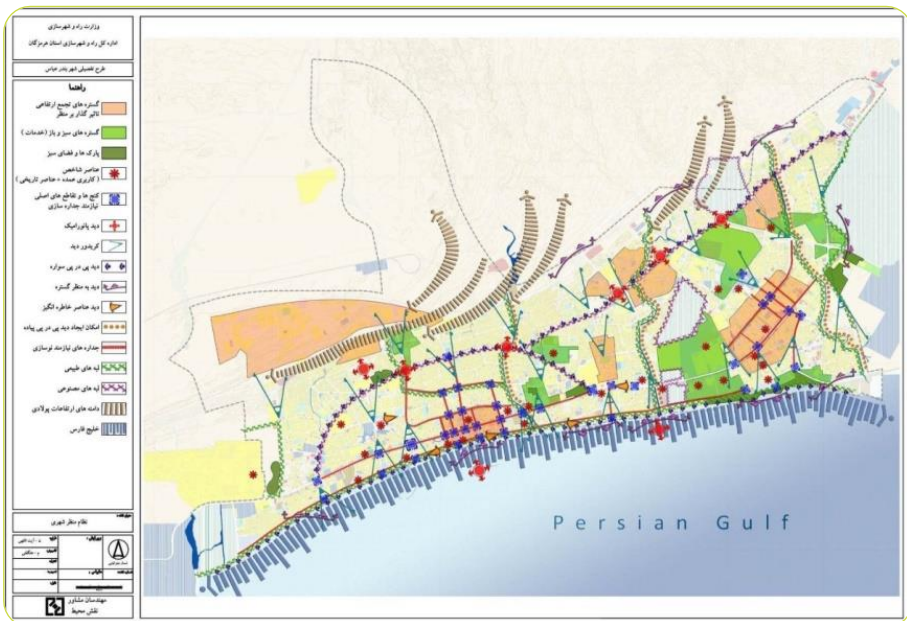 وزارت راه و شهرسازی
اداره کل راه و شهرسازی استان هرمزگان
طرح تفصیلی شهر بندر عباس
راهنما
گستره های تجمع ارتفاعی
تاثیر گذار بر منظر
گستره های سبز و باز (خدمات)
پارک ها و فضای سبز
عناصر شاخص
(کاربری عمده - عناصر تاریخی)
کنج ها و تقاطع های اصلی
نیازمند جداره سازی
دید پانورامیک
کریدور دید
دید پی در پی سواره
دید به منظر گستره
دید عناصر خاطره انگیز
امکان ایجاد دید پی در پی پیاده
جداره های نیازمند نوسازی
لبه های طبیعی
لبه های مصنوعی
دامنه های ارتفاعات پولادی
خلیج فارس
Persian Gulf
نظام منظر شهری
مهندسان مشاور
نقش محیط